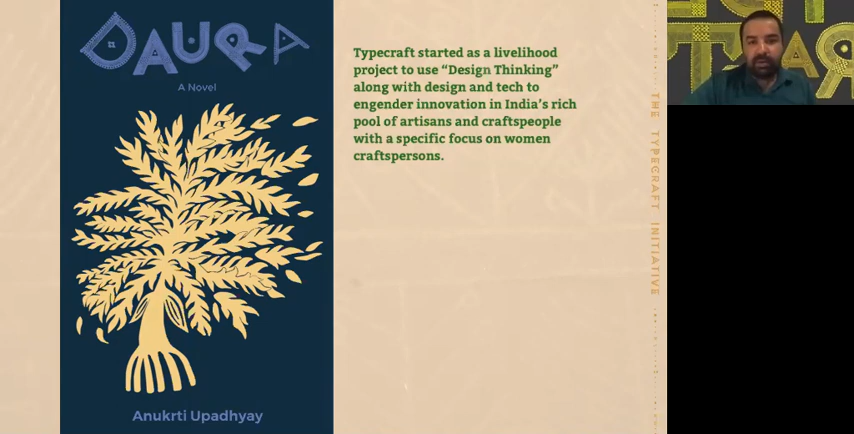 DAURA
A Novel
Anukrti Upadhyay
Typecraft started as a livelihood
project to use “Design Thinking”
along with design and tech to
engender innovation in India’s rich
pool of artisans and craftspeople
with a specific focus on women
craftspersons.
THE TYPECRAFT INITIATIVE